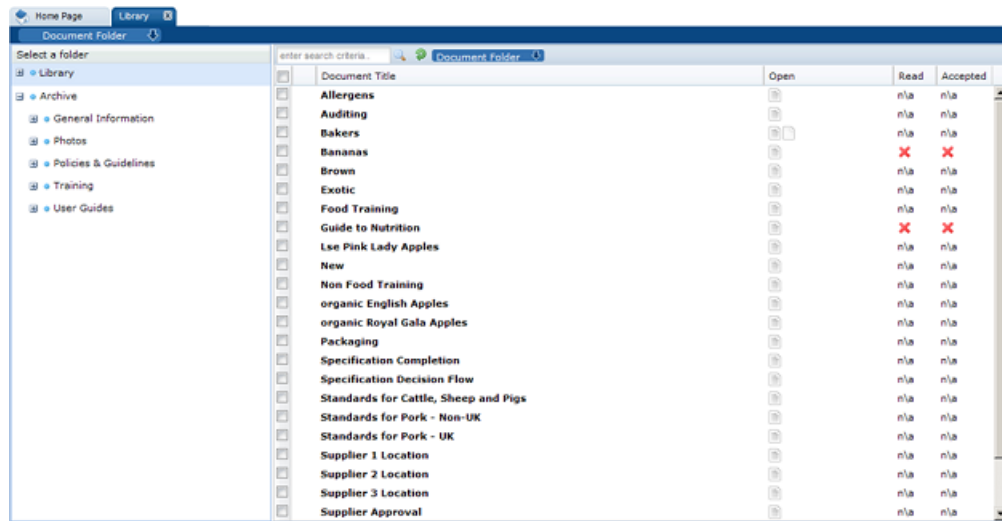 Home Page Library
Document Folder
Select a folder
Library
Archive
General Information
Photos
Policies & Guidelines
Training
User Guides
enter search criteria.. Document Folder
Document Title Open Read Accepted
Allergens n\a n\a
Auditing n\a n\a
Bakers n\a n\a
Bananas
Brown n\a n\a
Exotic n\a n\a
Food Training n\a n\a
Guide to Nutrition
Lse Pink Lady Apples n\a n\a
New n\a n\a
Non Food Training n\a n\a
organic English Apples n\a n\a
organic Royal Gala Apples n\a n\a
Packaging n\a n\a
Specification Completion n\a n\a
Specification Decision Flow n\a n\a
Standards for Cattle, Sheep and Pigs n\a n\a
Standards for Pork - Non-UK n\a n\a
Standards for Pork - UK n\a n\a
Supplier 1 Location n\a n\a
Supplier 2 Location n\a n\a
Supplier 3 Location n\a n\a
Supplier Approval n\a n\a